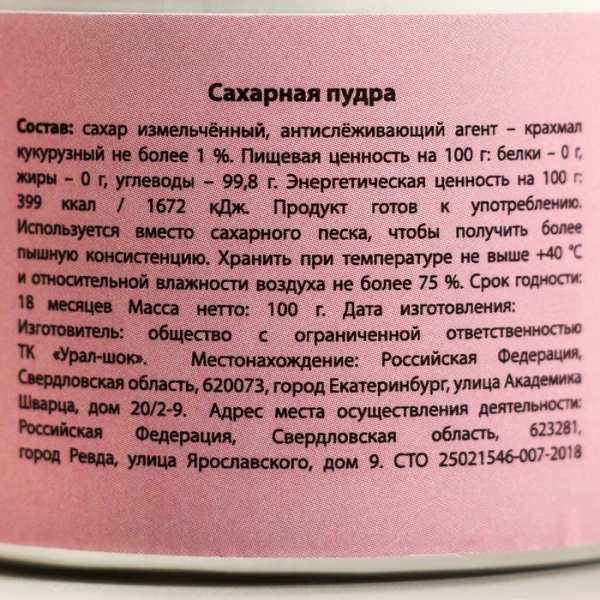 Сахарная пудра
Состав: сахар измельчённый, антислёживающий агент – крахмал
кукурузный не более 1 %. Пищевая ценность на 100 г: белки – 0 г,
жиры – 0 г, углеводы – 99,8 г. Энергетическая ценность на 100 г:
399 ккал / 1672 кДж. Продукт готов к употреблению.
Используется вместо сахарного песка, чтобы получить более
пышную консистенцию. Хранить при температуре не выше +40 °С
и относительной влажности воздуха не более 75 %. Срок годности:
18 месяцев Масса нетто: 100 г. Дата изготовления:
Изготовитель: общество с ограниченной ответственностью
ТК «Урал-шок». Местонахождение: Российская Федерация,
Свердловская область, 620073, город Екатеринбург, улица Академика
Шварца, дом 20/2-9. Адрес места осуществления деятельности:
Российская Федерация, Свердловская область, 623281,
город Ревда, улица Ярославского, дом 9. СТО 25021546-007-2018